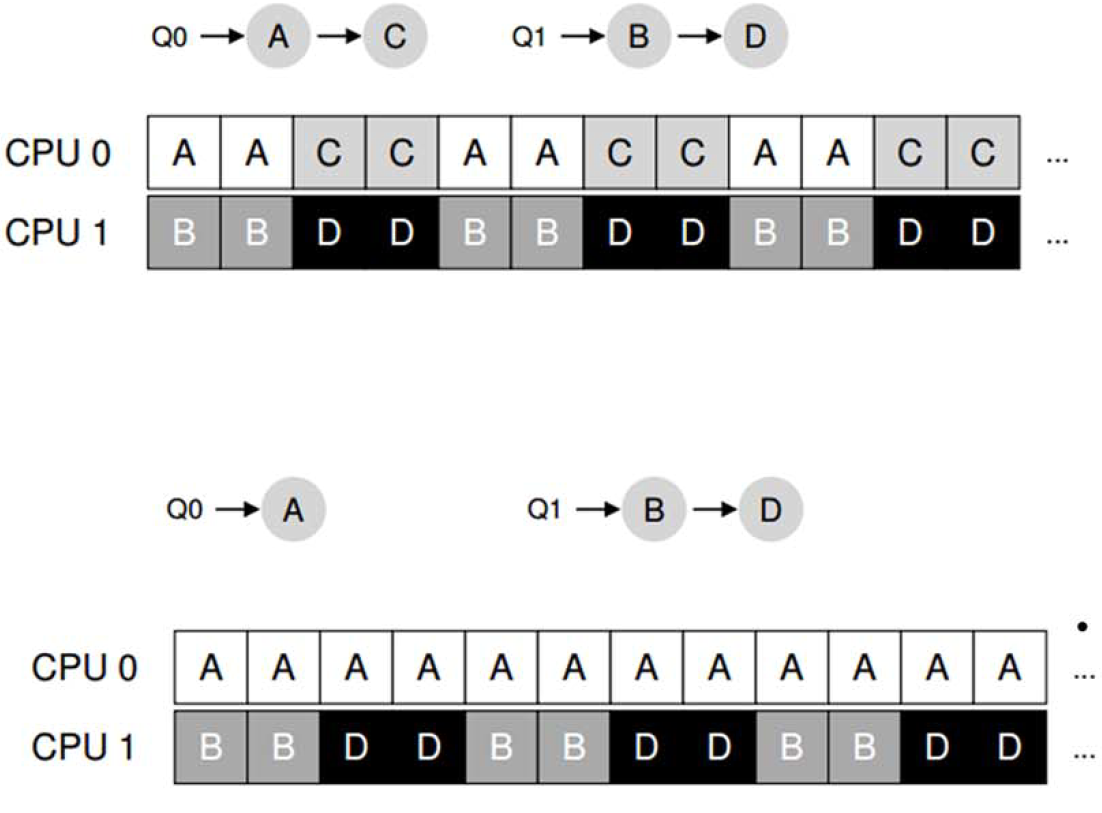 Q0 A C Q1 B D
CPU 0 A A C C A A C C A A C C ...
CPU 1 B B D D B B D D B B D D ...
Q0 A Q1 B D
CPU 0 A A A A A A A A A A A A ...
CPU 1 B B D D B B D D B B D D ...